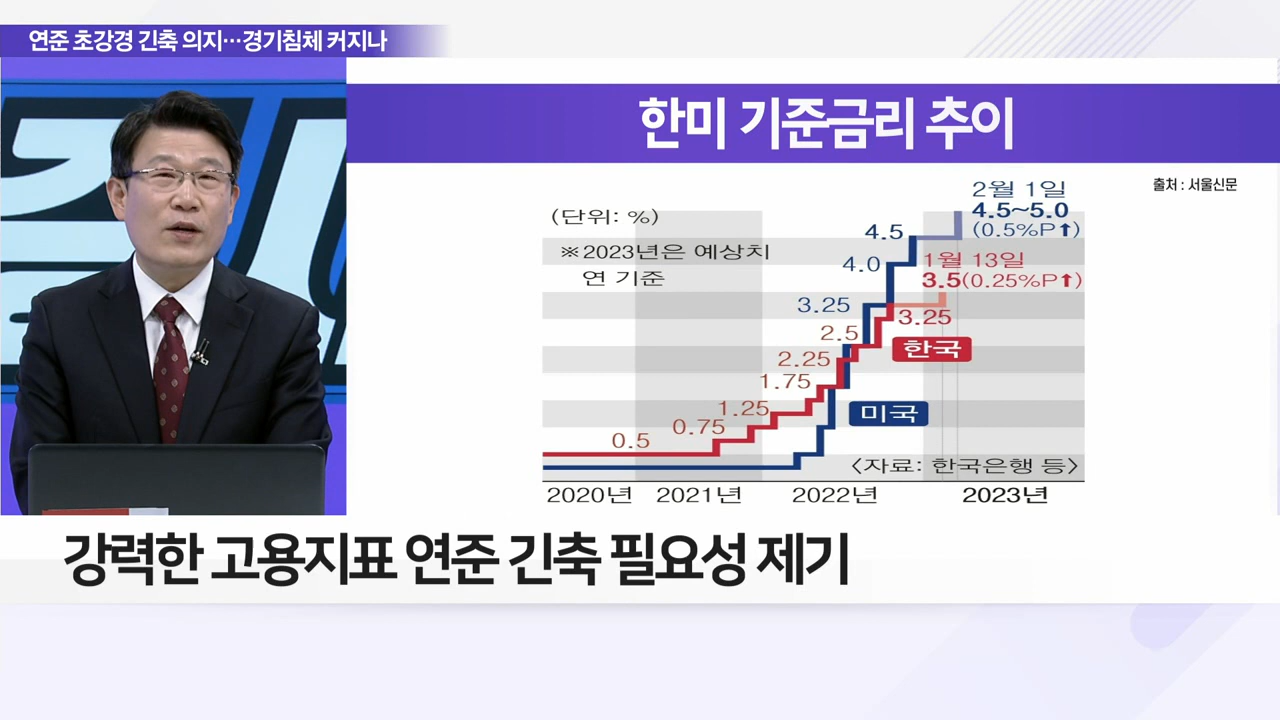 연준 초강경 긴축 의지…경기침체 커지나
한미 기준금리 추이
출처 : 서울신문
(단위: %)
※2023년은 예상치
연 기준
2월 1일
4.5~5.0
(0.5%P⬆)
4.5
4.0
1월 13일
3.5(0.25%P⬆)
3.25
3.25
2.5
한국
2.25
1.75
1.25
미국
0.75
0.5
<자료: 한국은행 등>
2020년 2021년 2022년 2023년
강력한 고용지표 연준 긴축 필요성 제기